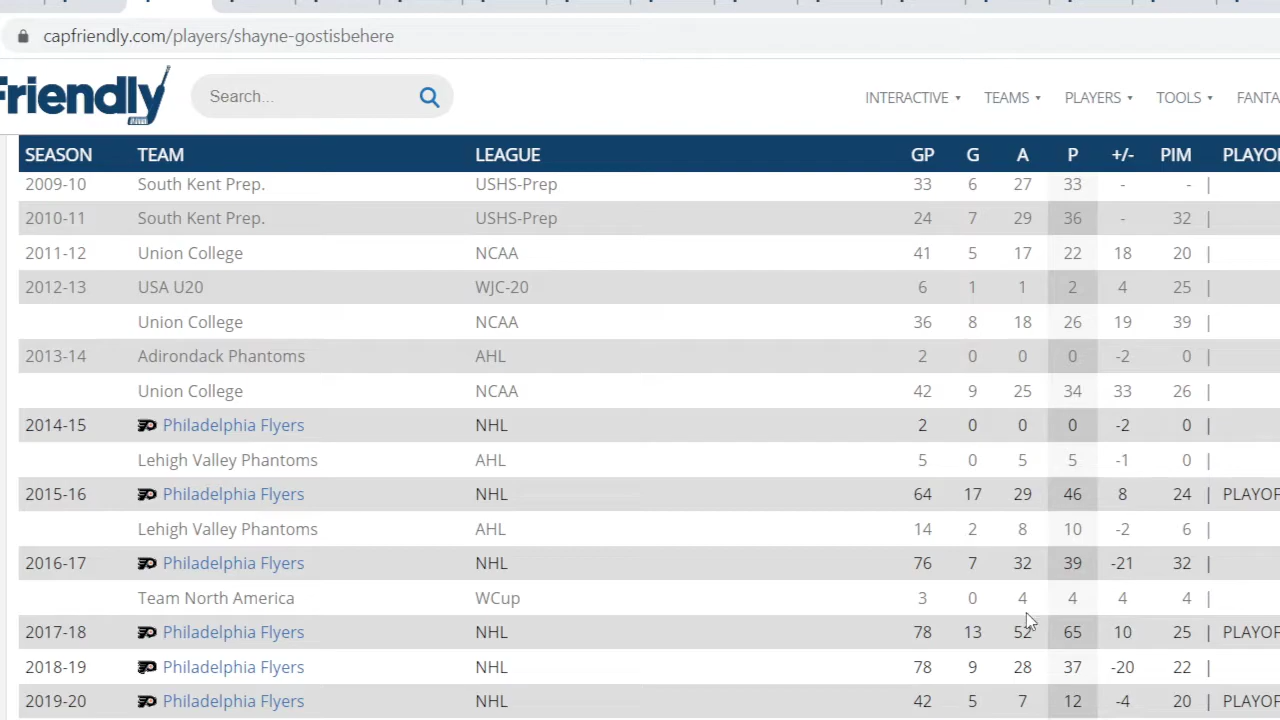 capfriendly.com/players/shayne-gostisbehere
Friendly Search... INTERACTIVE TEAMS PLAYERS TOOLS FANTA
SEASON TEAM LEAGUE GP G A P +/- PIM PLAYO
2009-10 South Kent Prep. USHS-Prep 33 6 27 33 - - |
2010-11 South Kent Prep. USHS-Prep 24 7 29 36 - 32 |
2011-12 Union College NCAA 41 5 17 22 18 20 |
2012-13 USA U20 WJC-20 6 1 1 2 4 25 |
Union College NCAA 36 8 18 26 19 39 |
2013-14 Adirondack Phantoms AHL 2 0 0 0 -2 0 |
Union College NCAA 42 9 25 34 33 26 |
2014-15 Philadelphia Flyers NHL 2 0 0 0 -2 0 |
Lehigh Valley Phantoms AHL 5 0 5 5 -1 0 |
2015-16 Philadelphia Flyers NHL 64 17 29 46 8 24 | PLAYOF
Lehigh Valley Phantoms AHL 14 2 8 10 -2 6 |
2016-17 Philadelphia Flyers NHL 76 7 32 39 -21 32 |
Team North America WCup 3 0 4 4 4 4 |
2017-18 Philadelphia Flyers NHL 78 13 52 65 10 25 | PLAYOF
2018-19 Philadelphia Flyers NHL 78 9 28 37 -20 22 |
2019-20 Philadelphia Flyers NHL 42 5 7 12 -4 20 | PLAYOF